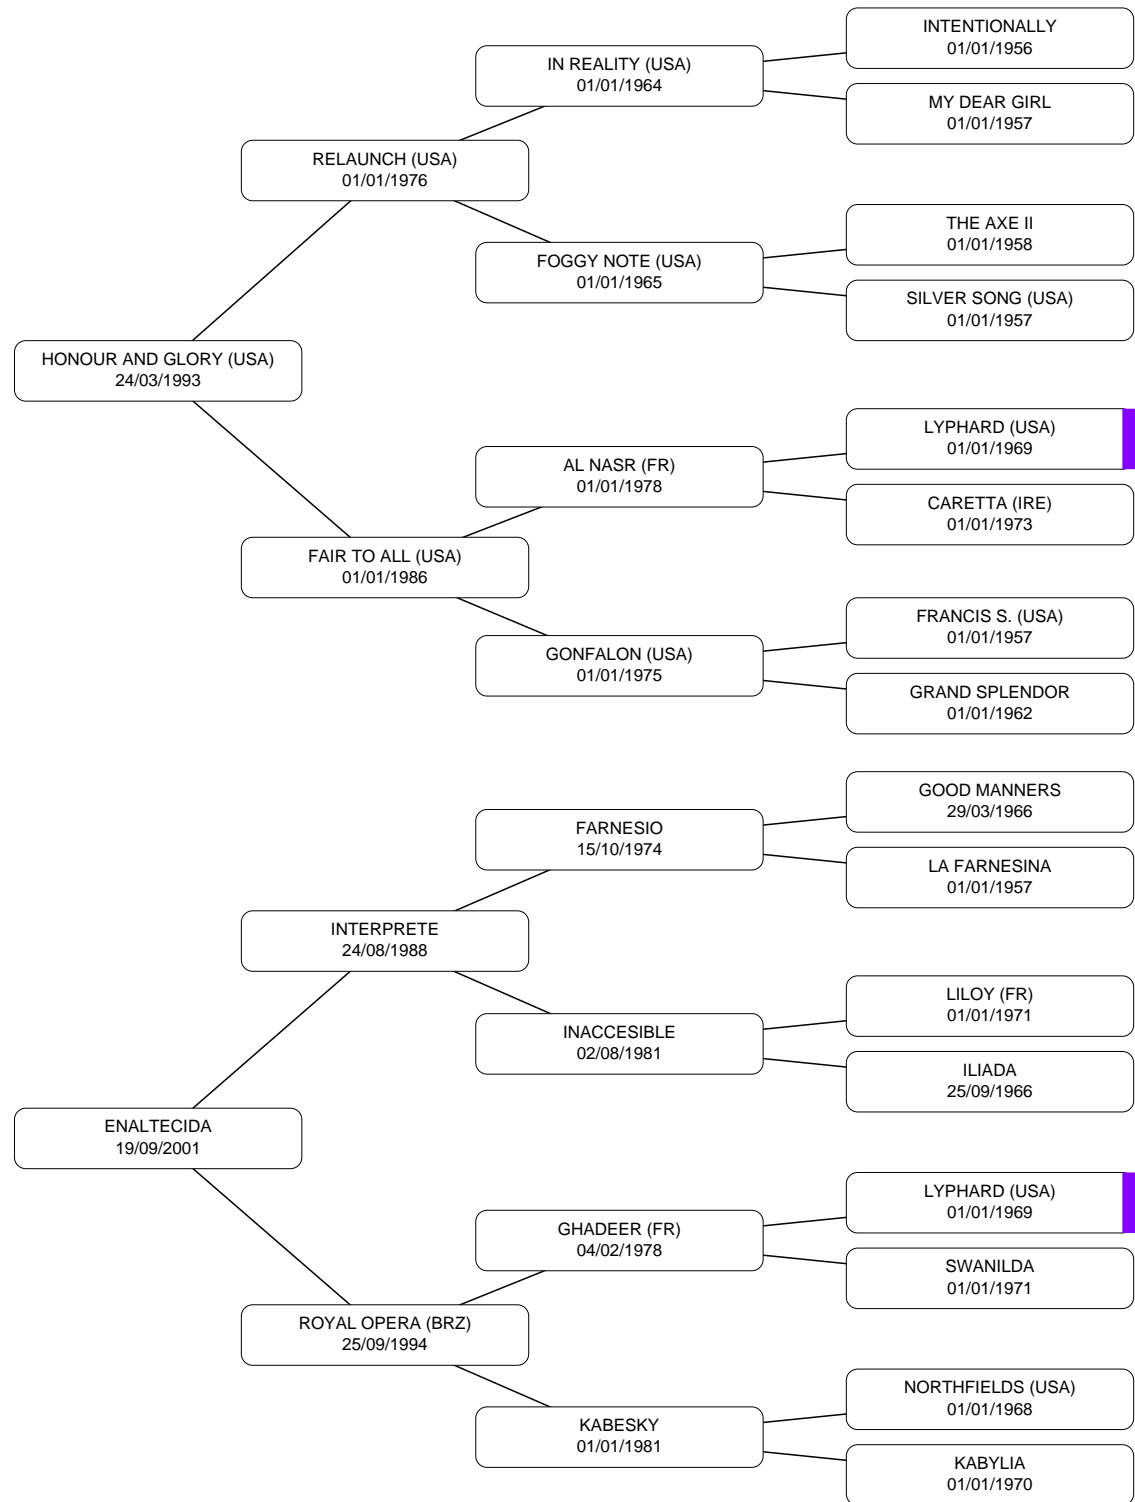 INTENTIONALLY
01/01/1956
IN REALITY (USA)
01/01/1964
MY DEAR GIRL
01/01/1957
RELAUNCH (USA)
01/01/1976
THE AXE II
01/01/1958
FOGGY NOTE (USA)
01/01/1965
SILVER SONG (USA)
01/01/1957
HONOUR AND GLORY (USA)
24/03/1993
LYPHARD (USA)
01/01/1969
AL NASR (FR)
01/01/1978
CARETTA (IRE)
01/01/1973
FAIR TO ALL (USA)
01/01/1986
FRANCIS S. (USA)
01/01/1957
GONFALON (USA)
01/01/1975
GRAND SPLENDOR
01/01/1962
GOOD MANNERS
29/03/1966
FARNESIO
15/10/1974
LA FARNESINA
01/01/1957
INTERPRETE
24/08/1988
LILOY (FR)
01/01/1971
INACCESIBLE
02/08/1981
ILIADA
25/09/1966
ENALTECIDA
19/09/2001
LYPHARD (USA)
01/01/1969
GHADEER (FR)
04/02/1978
SWANILDA
01/01/1971
ROYAL OPERA (BRZ)
25/09/1994
NORTHFIELDS (USA)
01/01/1968
KABESKY
01/01/1981
KABYLIA
01/01/1970